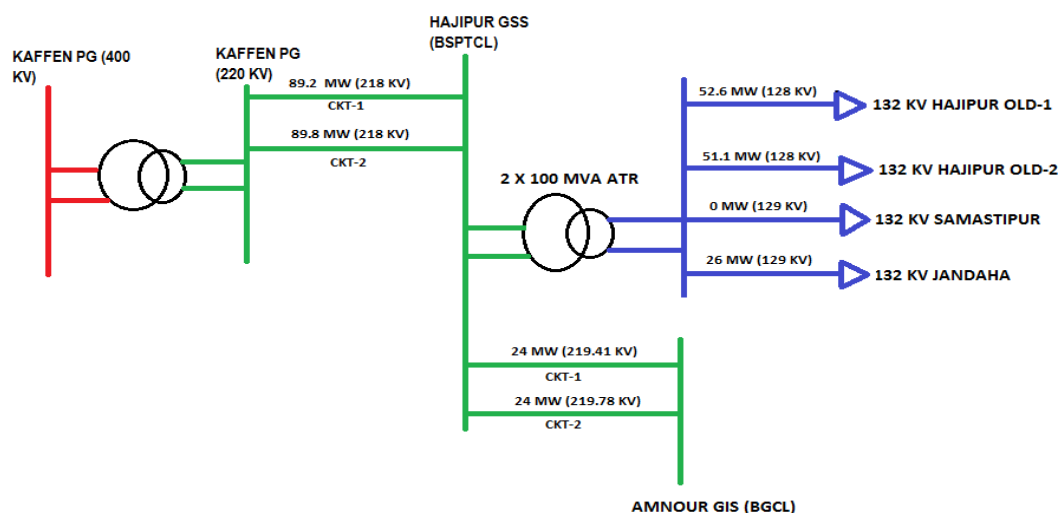 KAFFEN PG (400
KV)
KAFFEN PG
(220 KV)
HAJIPUR GSS
(BSPTCL)
89.2 MW (218 KV)
CKT-1
89.8 MW (218 KV)
CKT-2
2 X 100 MVA ATR
52.6 MW (128 KV)
132 KV HAJIPUR OLD-1
51.1 MW (128 KV)
132 KV HAJIPUR OLD-2
0 MW (129 KV)
132 KV SAMASTIPUR
26 MW (129 KV)
132 KV JANDAHA
24 MW (219.41 KV)
CKT-1
24 MW (219.78 KV)
CKT-2
AMNOUR GIS (BGCL)